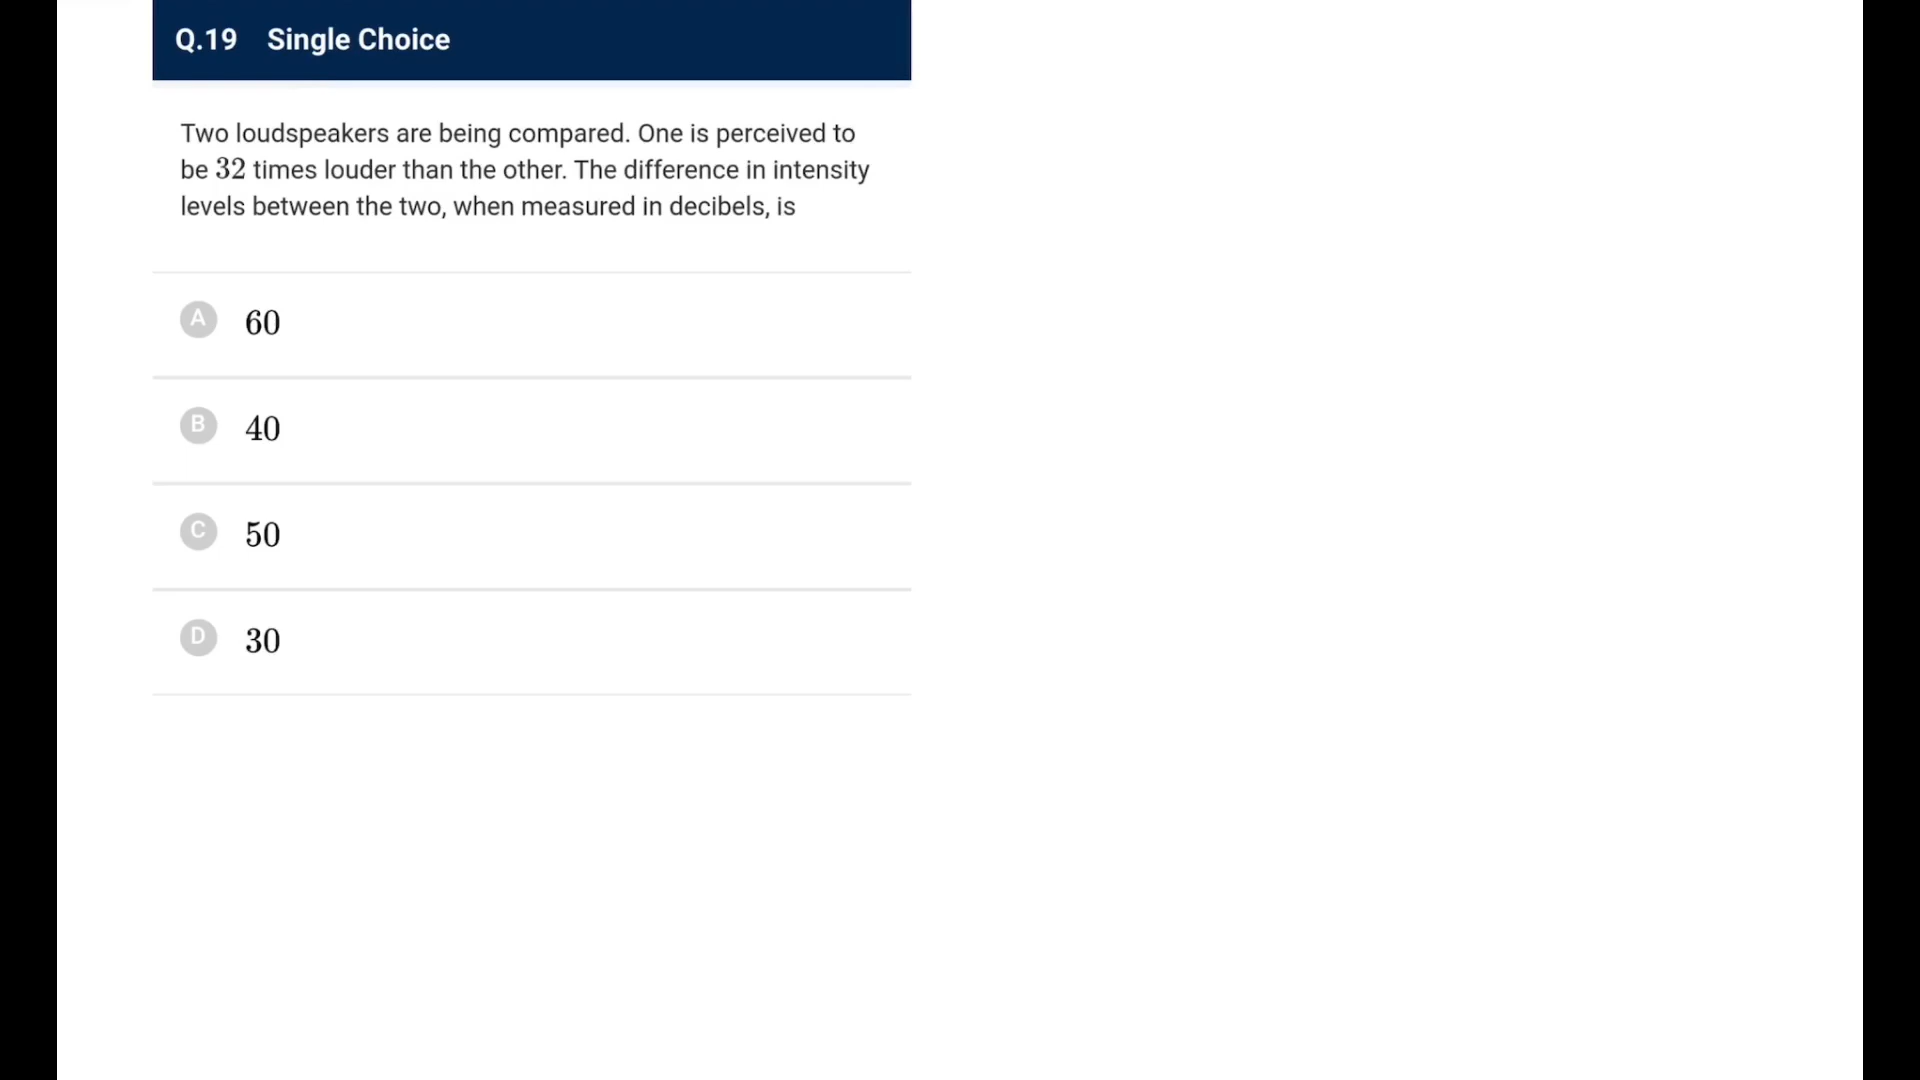 Q.19 Single Choice
Two loudspeakers are being compared. One is perceived to
be 32 times louder than the other. The difference in intensity
levels between the two, when measured in decibels, is
A 60
B 40
C 50
D 30